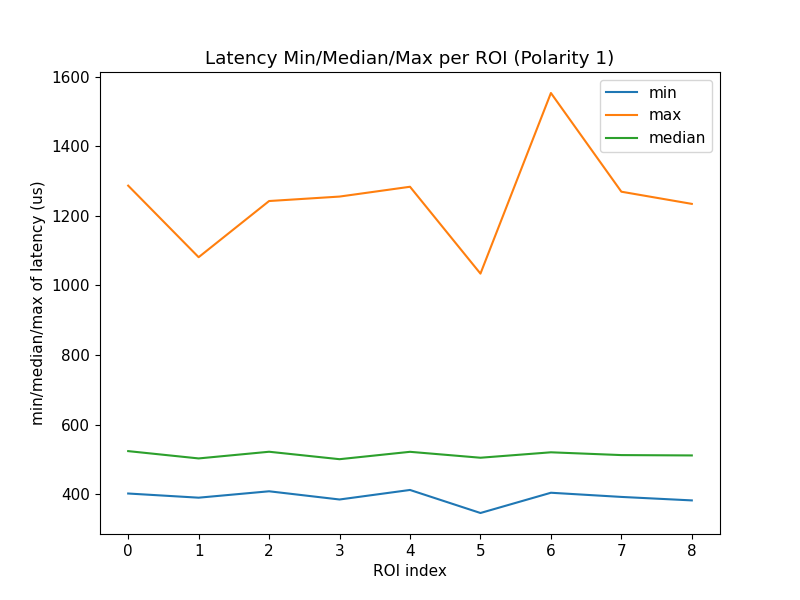 Latency Min/Median/Max per ROI (Polarity 1)
min
max
median
min/median/max of latency (us)
1600
1400
1200
1000
800
600
400
0 1 2 3 4 5 6 7 8
ROI index